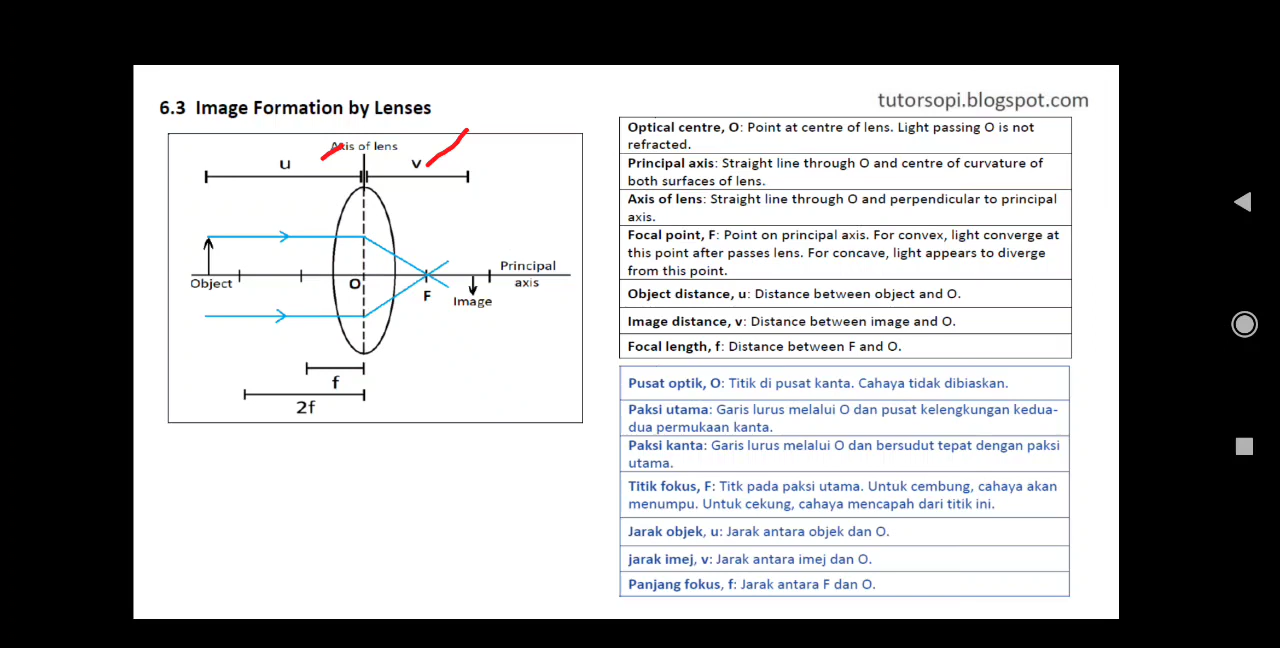 6.3 Image Formation by Lenses
tutorsopi.blogspot.com
Axis of lens
u
v
Object
O
F
Image
Principal
axis
f
2f
Optical centre, O: Point at centre of lens. Light passing O is not
refracted.
Principal axis: Straight line through O and centre of curvature of
both surfaces of lens.
Axis of lens: Straight line through O and perpendicular to principal
axis.
Focal point, F: Point on principal axis. For convex, light converge at
this point after passes lens. For concave, light appears to diverge
from this point.
Object distance, u: Distance between object and O.
Image distance, v: Distance between image and O.
Focal length, f: Distance between F and O.
Pusat optik, O: Titik di pusat kanta. Cahaya tidak dibiaskan.
Paksi utama: Garis lurus melalui O dan pusat kelengkungan kedua-
dua permukaan kanta.
Paksi kanta: Garis lurus melalui O dan bersudut tepat dengan paksi
utama.
Titik fokus, F: Titk pada paksi utama. Untuk cembung, cahaya akan
menumpu. Untuk cekung, cahaya mencapah dari titik ini.
Jarak objek, u: Jarak antara objek dan O.
jarak imej, v: Jarak antara imej dan O.
Panjang fokus, f: Jarak antara F dan O.